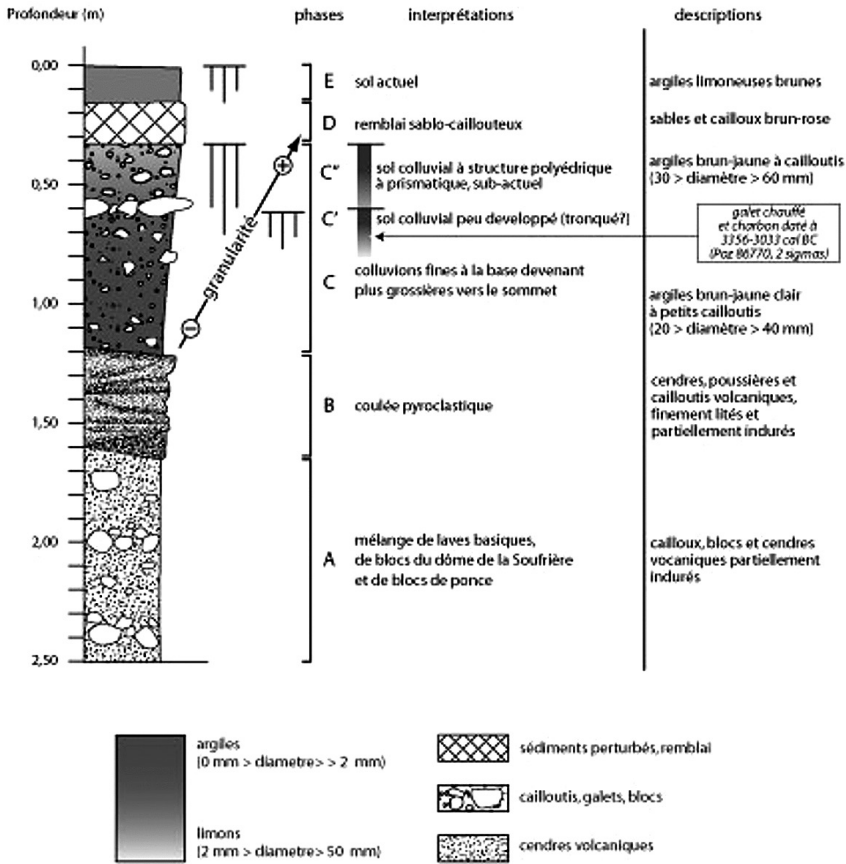 Profondeur (m)
phases
interprétations
descriptions
0,00
0,50
1,00
1,50
2,00
2,50
granularité
+
−
E
sol actuel
argiles limoneuses brunes
D
remblai sablo-caillouteux
sables et cailloux brun-rose
C"
sol colluvial à structure polyédrique
à prismatique, sub-actuel
argiles brun-jaune à cailloutis
(30 > diamètre > 60 mm)
C'
sol colluvial peu developpé (tronqué?)
galet chauffé
et charbon daté à
3356-3033 cal BC
(Poz 86770, 2 sigmas)
C
colluvions fines à la base devenant
plus grossières vers le sommet
argiles brun-jaune clair
à petits cailloutis
(20 > diamètre > 40 mm)
B
coulée pyroclastique
cendres, poussières et
cailloutis volcaniques,
finement lités et
partiellement indurés
A
mélange de laves basiques,
de blocs du dôme de la Soufrière
et de blocs de ponce
cailloux, blocs et cendres
vocaniques partiellement
indurés
argiles
(0 mm > diametre> > 2 mm)
limons
(2 mm > diametre> 50 mm)
sédiments perturbés, remblai
cailloutis, galets, blocs
cendres volcaniques